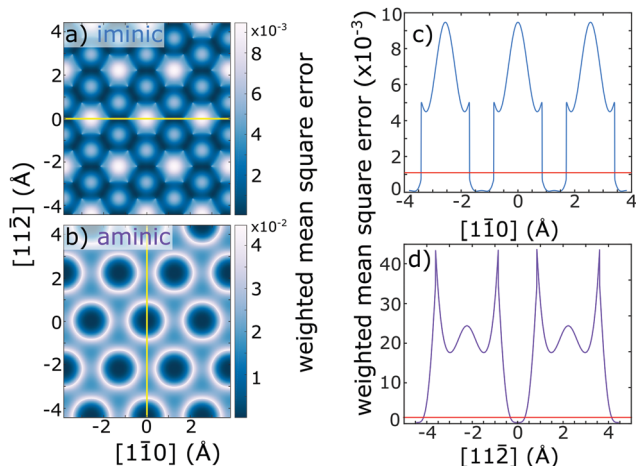 a) iminic
4
2
0
-2
-4
[112̄] (Å)
x10⁻³
8
6
4
2
weighted mean square error
b) aminic
4
2
0
-2
-4
-2 0 2
[11̄0] (Å)
x10⁻²
4
3
2
1
c)
10
8
6
4
2
0
-4 -2 0 2 4
[11̄0] (Å)
weighted mean square error (x10⁻³)
d)
40
30
20
10
-4 -2 0 2 4
[112̄] (Å)